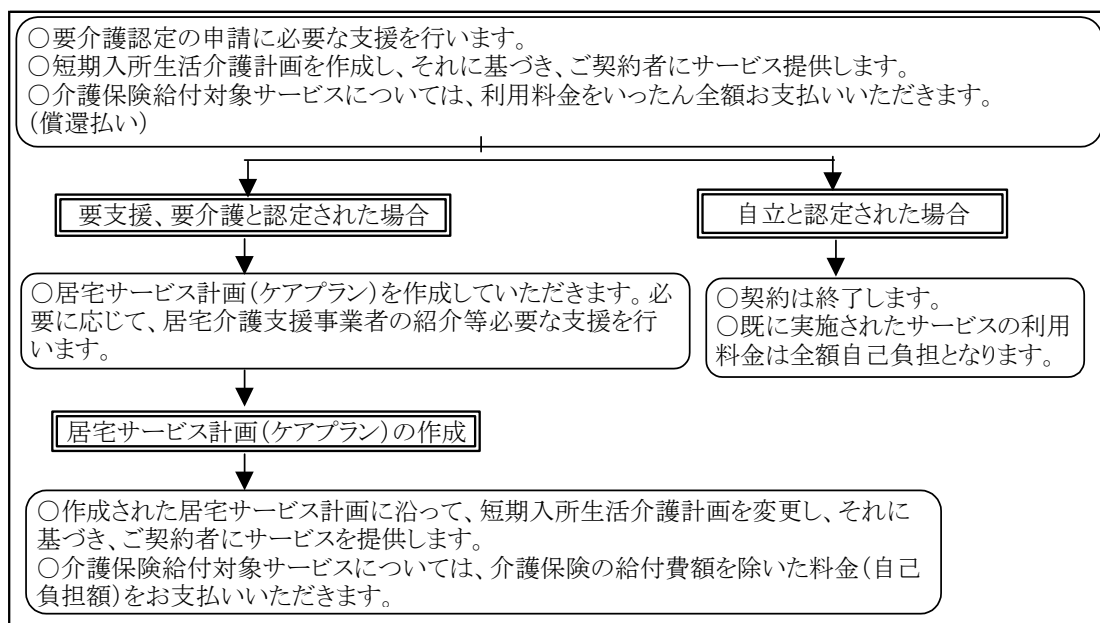 ○要介護認定の申請に必要な支援を行います。
○短期入所生活介護計画を作成し、それに基づき、ご契約者にサービス提供します。
○介護保険給付対象サービスについては、利用料金をいったん全額お支払いいただきます。
(償還払い)
要支援、要介護と認定された場合
自立と認定された場合
○居宅サービス計画(ケアプラン)を作成していただきます。必
要に応じて、居宅介護支援事業者の紹介等必要な支援を行
います。
○契約は終了します。
○既に実施されたサービスの利用
料金は全額自己負担となります。
居宅サービス計画(ケアプラン)の作成
○作成された居宅サービス計画に沿って、短期入所生活介護計画を変更し、それに
基づき、ご契約者にサービスを提供します。
○介護保険給付対象サービスについては、介護保険の給付費額を除いた料金(自己
負担額)をお支払いいただきます。